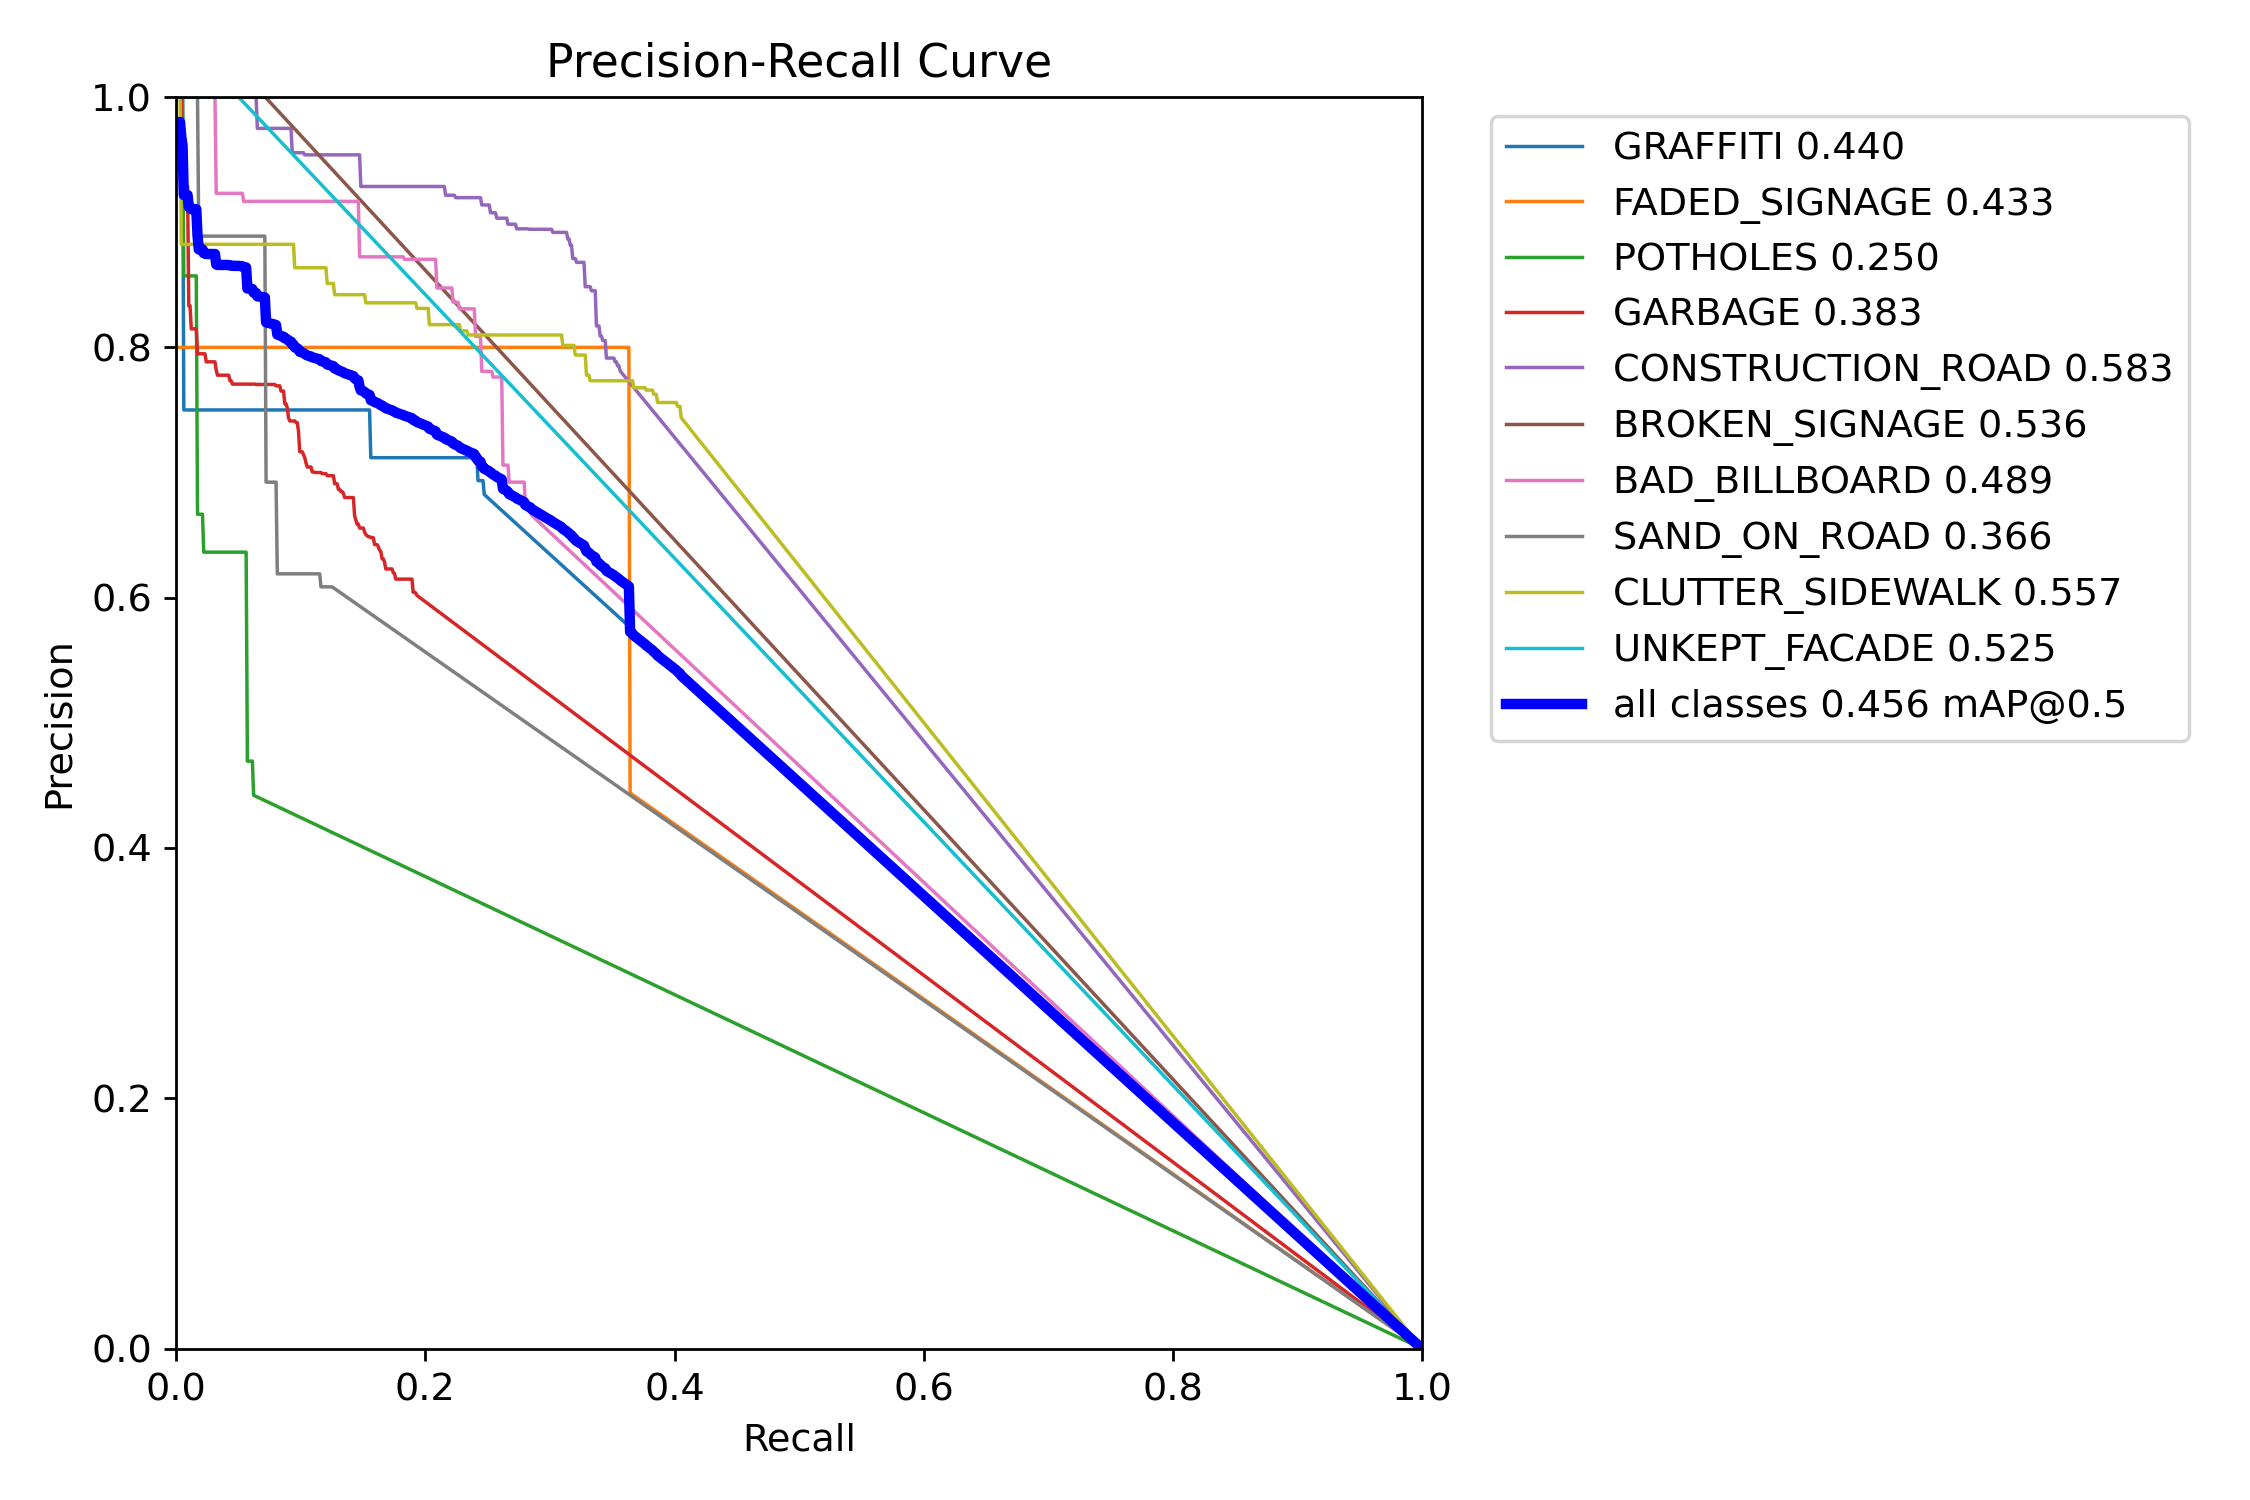 Precision-Recall Curve
1.0
0.8
0.6
0.4
0.2
0.0
Precision
0.0 0.2 0.4 0.6 0.8 1.0
Recall
GRAFFITI 0.440
FADED_SIGNAGE 0.433
POTHOLES 0.250
GARBAGE 0.383
CONSTRUCTION_ROAD 0.583
BROKEN_SIGNAGE 0.536
BAD_BILLBOARD 0.489
SAND_ON_ROAD 0.366
CLUTTER_SIDEWALK 0.557
UNKEPT_FACADE 0.525
all classes 0.456 mAP@0.5